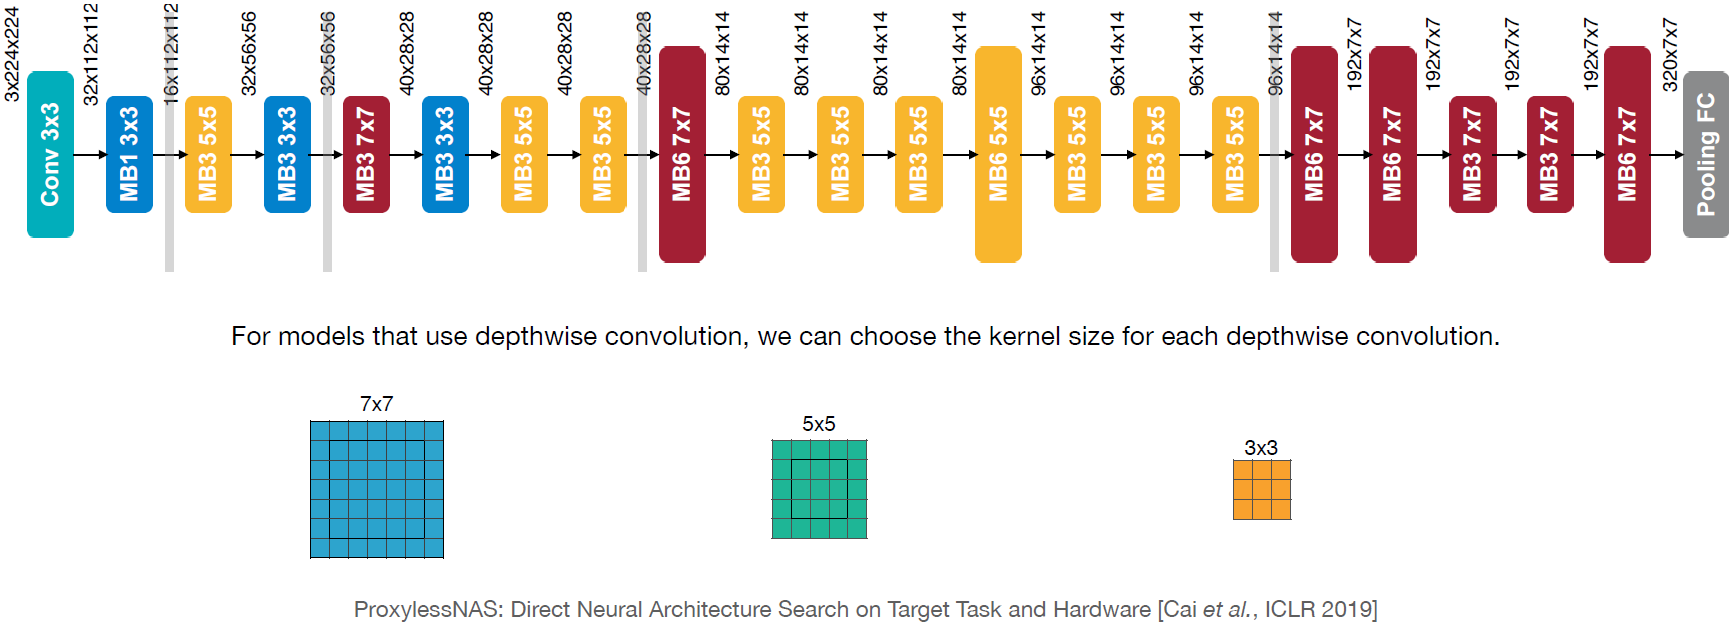 3x224x224
Conv 3x3
32x112x112
MB1 3x3
16x112x112
MB3 5x5
32x56x56
MB3 3x3
32x56x56
MB3 7x7
40x28x28
MB3 3x3
40x28x28
MB3 5x5
40x28x28
MB3 5x5
40x28x28
MB6 7x7
80x14x14
MB3 5x5
80x14x14
MB3 5x5
80x14x14
MB3 5x5
80x14x14
MB6 5x5
96x14x14
MB3 5x5
96x14x14
MB3 5x5
96x14x14
MB3 5x5
96x14x14
MB6 7x7
192x7x7
MB6 7x7
192x7x7
MB3 7x7
192x7x7
MB3 7x7
192x7x7
MB6 7x7
320x7x7
Pooling FC
For models that use depthwise convolution, we can choose the kernel size for each depthwise convolution.
7x7
5x5
3x3
ProxylessNAS: Direct Neural Architecture Search on Target Task and Hardware [Cai et al., ICLR 2019]